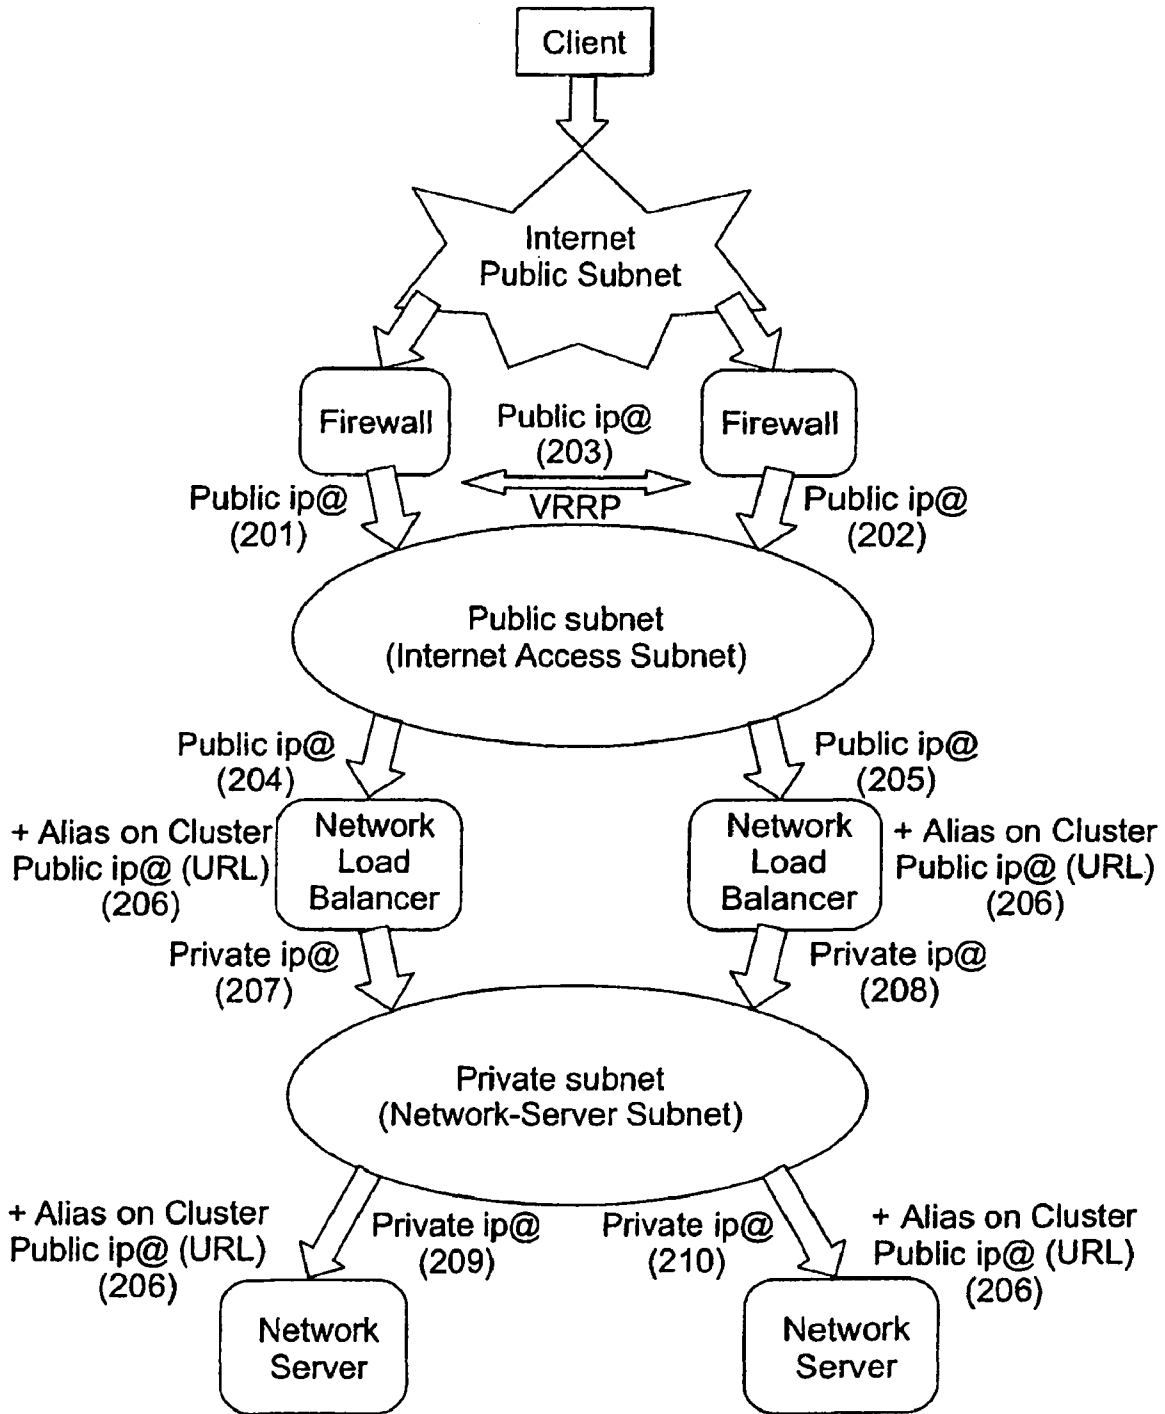 Client
Internet
Public Subnet
Firewall
Public ip@
(203)
VRRP
Firewall
Public ip@
(201)
Public ip@
(202)
Public subnet
(Internet Access Subnet)
Public ip@
(204)
Public ip@
(205)
+ Alias on Cluster
Public ip@ (URL)
(206)
Network
Load
Balancer
Network
Load
Balancer
+ Alias on Cluster
Public ip@ (URL)
(206)
Private ip@
(207)
Private ip@
(208)
Private subnet
(Network-Server Subnet)
+ Alias on Cluster
Public ip@ (URL)
(206)
Private ip@
(209)
Private ip@
(210)
+ Alias on Cluster
Public ip@ (URL)
(206)
Network
Server
Network
Server